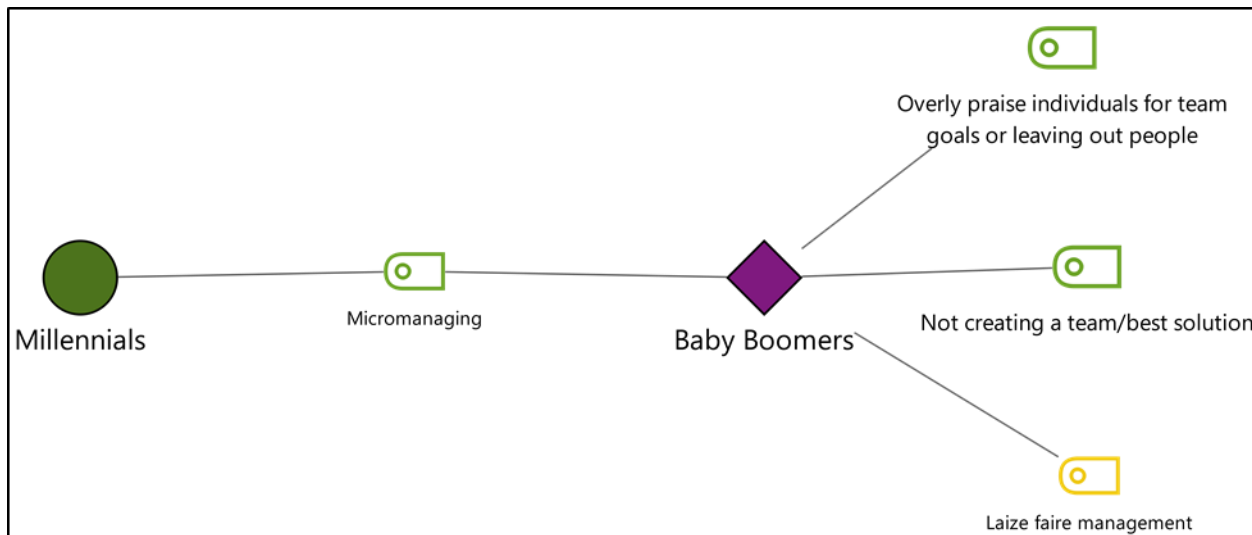 Overly praise individuals for team
goals or leaving out people
Micromanaging
Millennials
Baby Boomers
Not creating a team/best solution
Laize faire management